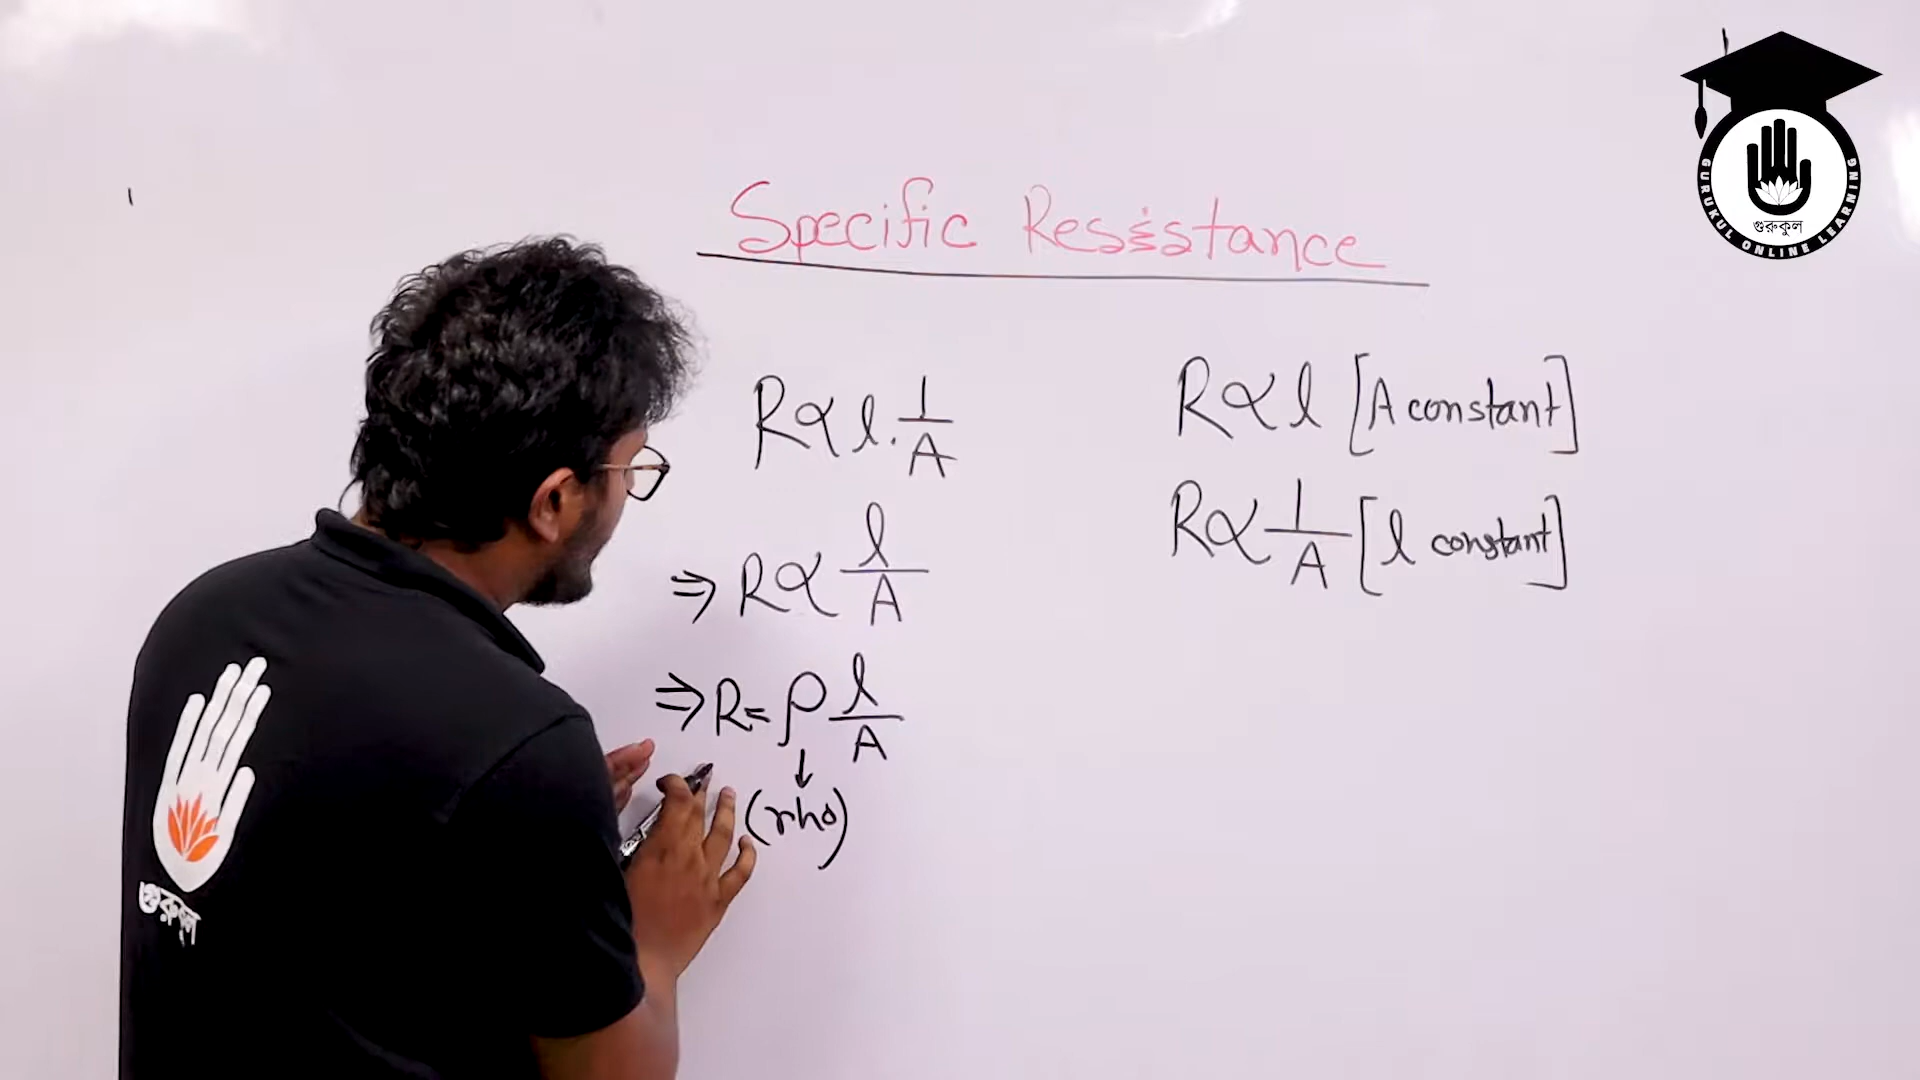 Specific Resistance
R∝ l · 1/A
⇒ R∝ l/A
⇒ R = ρ l/A
↓
(rho)
R∝ l [A constant]
R∝ 1/A [l constant]
গুরুকুল
GURUKUL ONLINE LEARNING
গুরুকুল